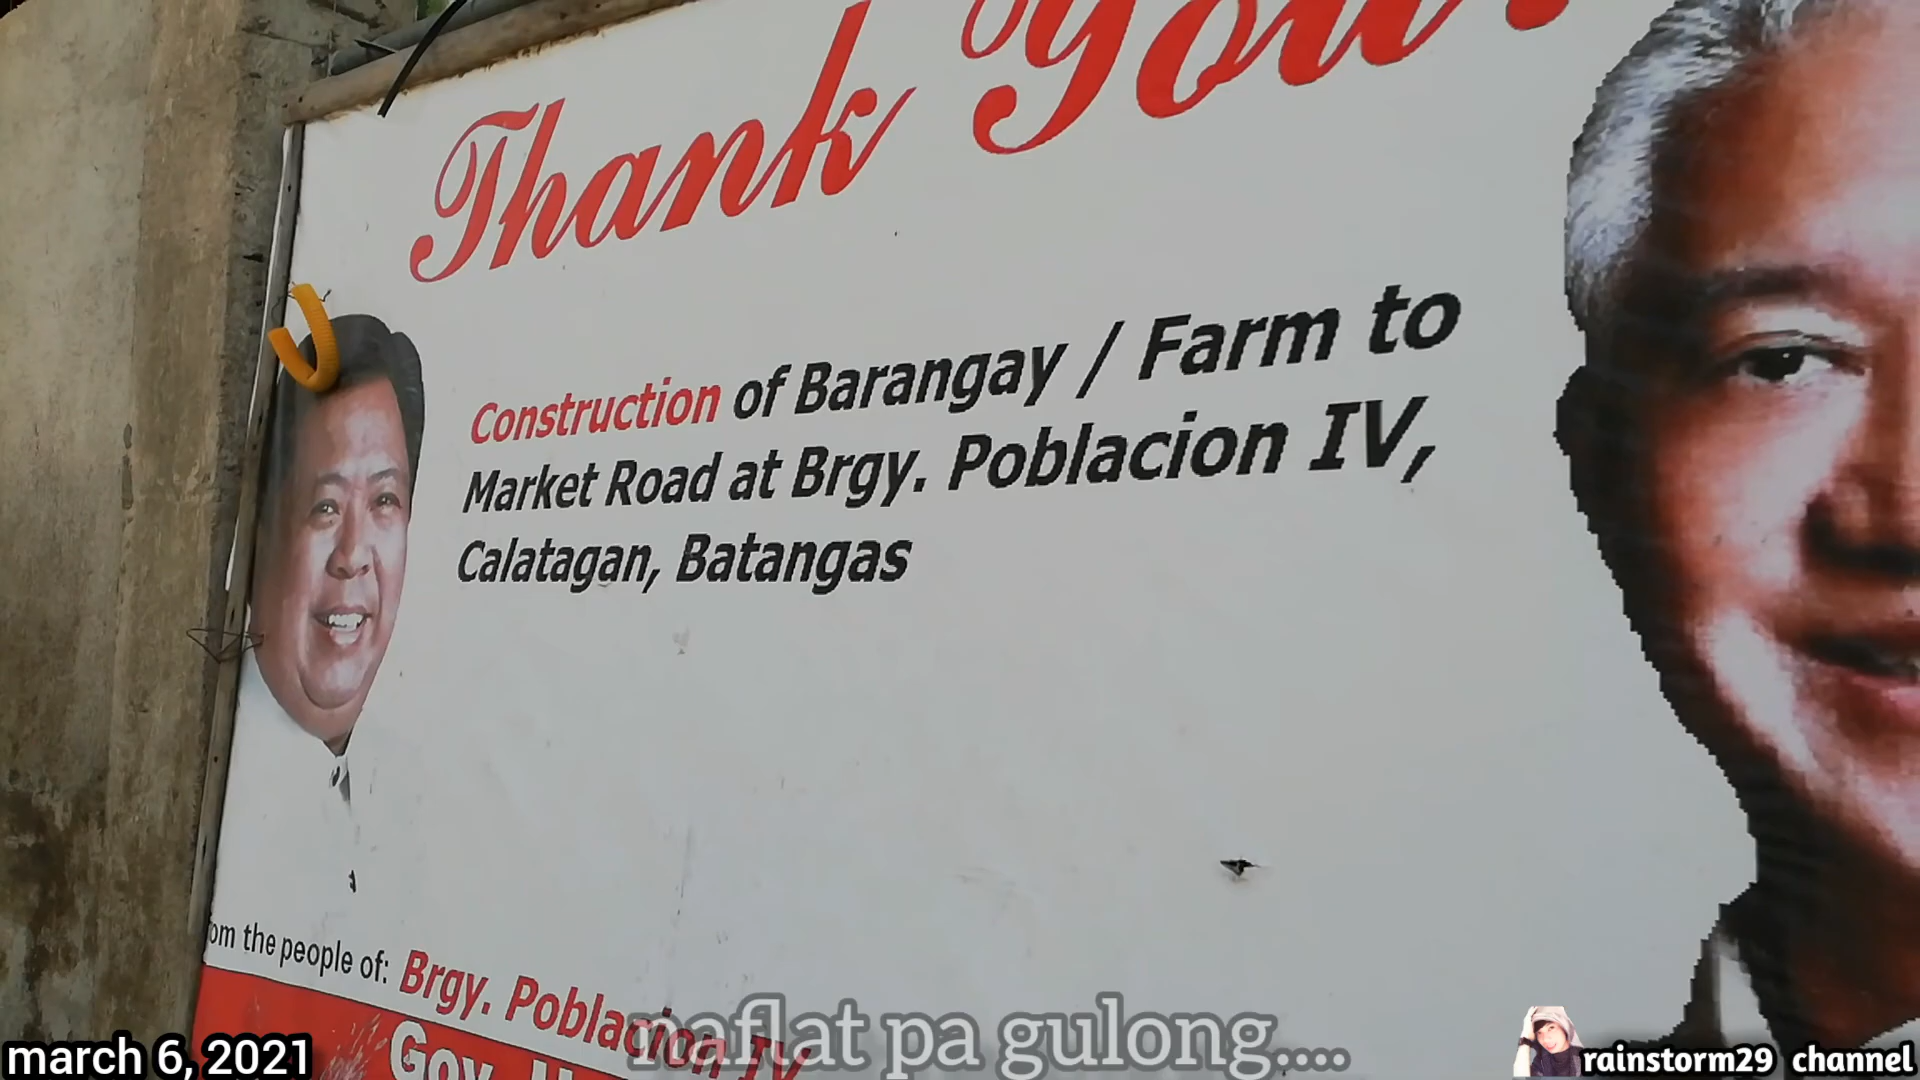 Thank You!
Construction of Barangay / Farm to
Market Road at Brgy. Poblacion IV,
Calatagan, Batangas
om the people of: Brgy. Poblacion IV
Gov.
naflat pa gulong....
march 6, 2021
rainstorm29 channel